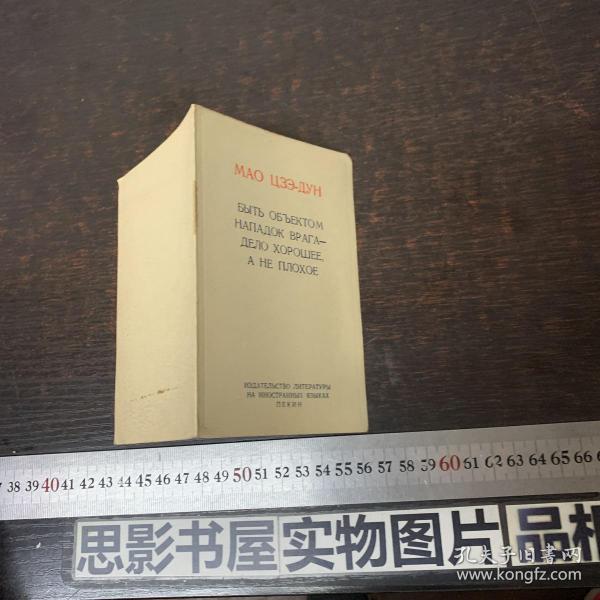 МАО ЦЗЭ-ДУН
БЫТЬ ОБЪЕКТОМ
НАПАДОК ВРАГА—
ДЕЛО ХОРОШЕЕ,
А НЕ ПЛОХОЕ
ИЗДАТЕЛЬСТВО ЛИТЕРАТУРЫ
НА ИНОСТРАННЫХ ЯЗЫКАХ
ПЕКИН
38 39 40 41 42 43 44 45 46 47 48 49 50 51 52 53 54 55 56 57 58 59 60 61 62 63 64 65 66
思影书屋实物图片 品相
孔夫子旧书网
www.kongfz.com